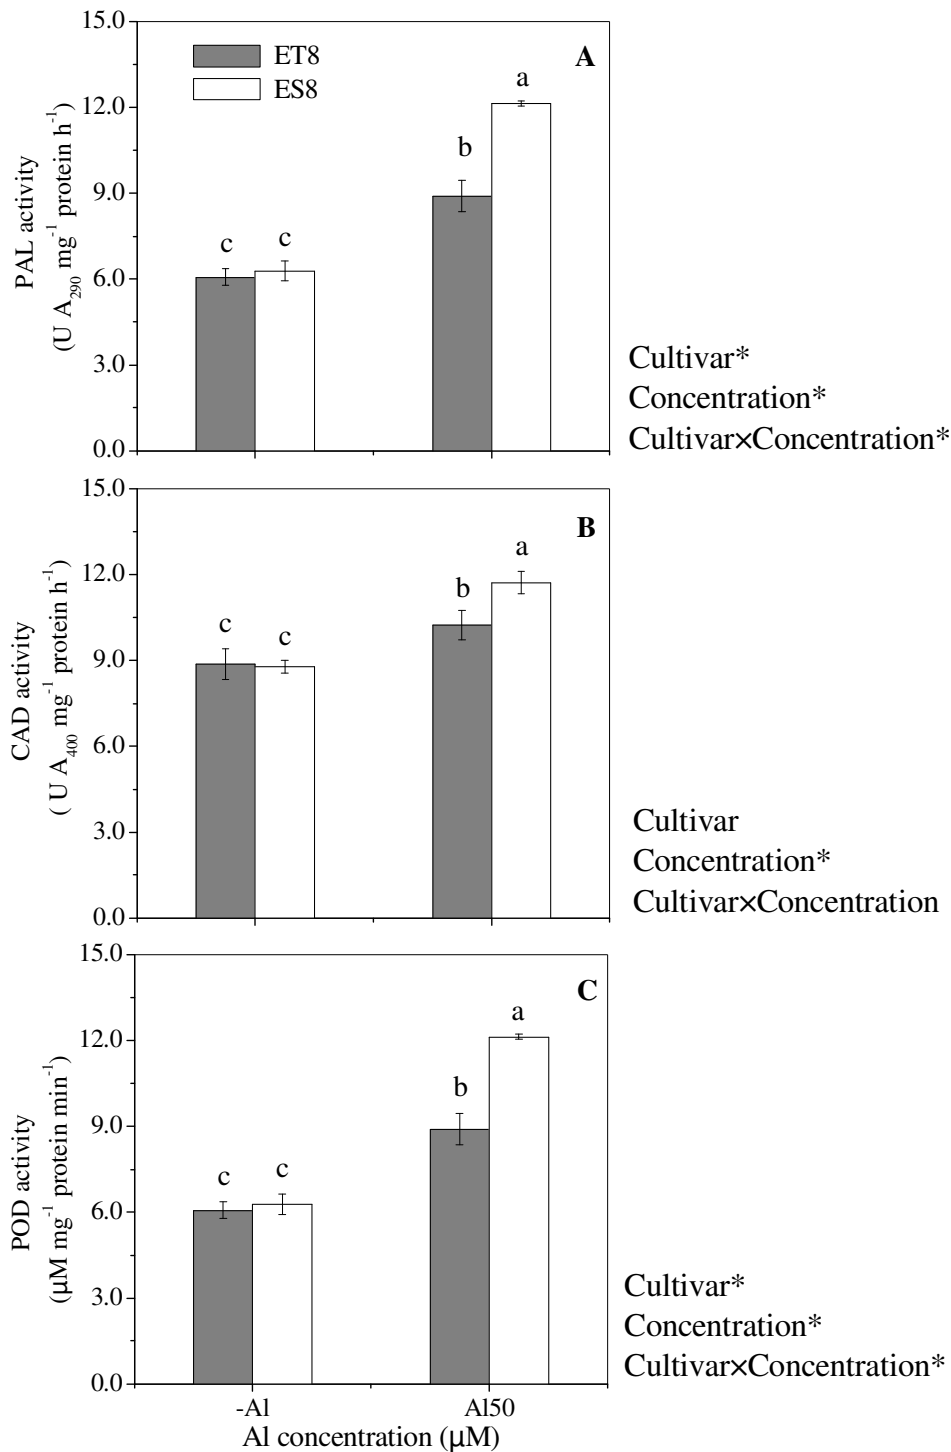 15.0
12.0
9.0
6.0
3.0
0.0
PAL activity
(U A₂₉₀ mg⁻¹ protein h⁻¹)
ET8
ES8
A
c
c
b
a
Cultivar*
Concentration*
Cultivar×Concentration*
15.0
12.0
9.0
6.0
3.0
0.0
CAD activity
( U A₄₀₀ mg⁻¹ protein h⁻¹)
B
c
c
b
a
Cultivar
Concentration*
Cultivar×Concentration
15.0
12.0
9.0
6.0
3.0
0.0
POD activity
(μM mg⁻¹ protein min⁻¹)
C
c
c
b
a
Cultivar*
Concentration*
Cultivar×Concentration*
-Al
Al50
Al concentration (μM)